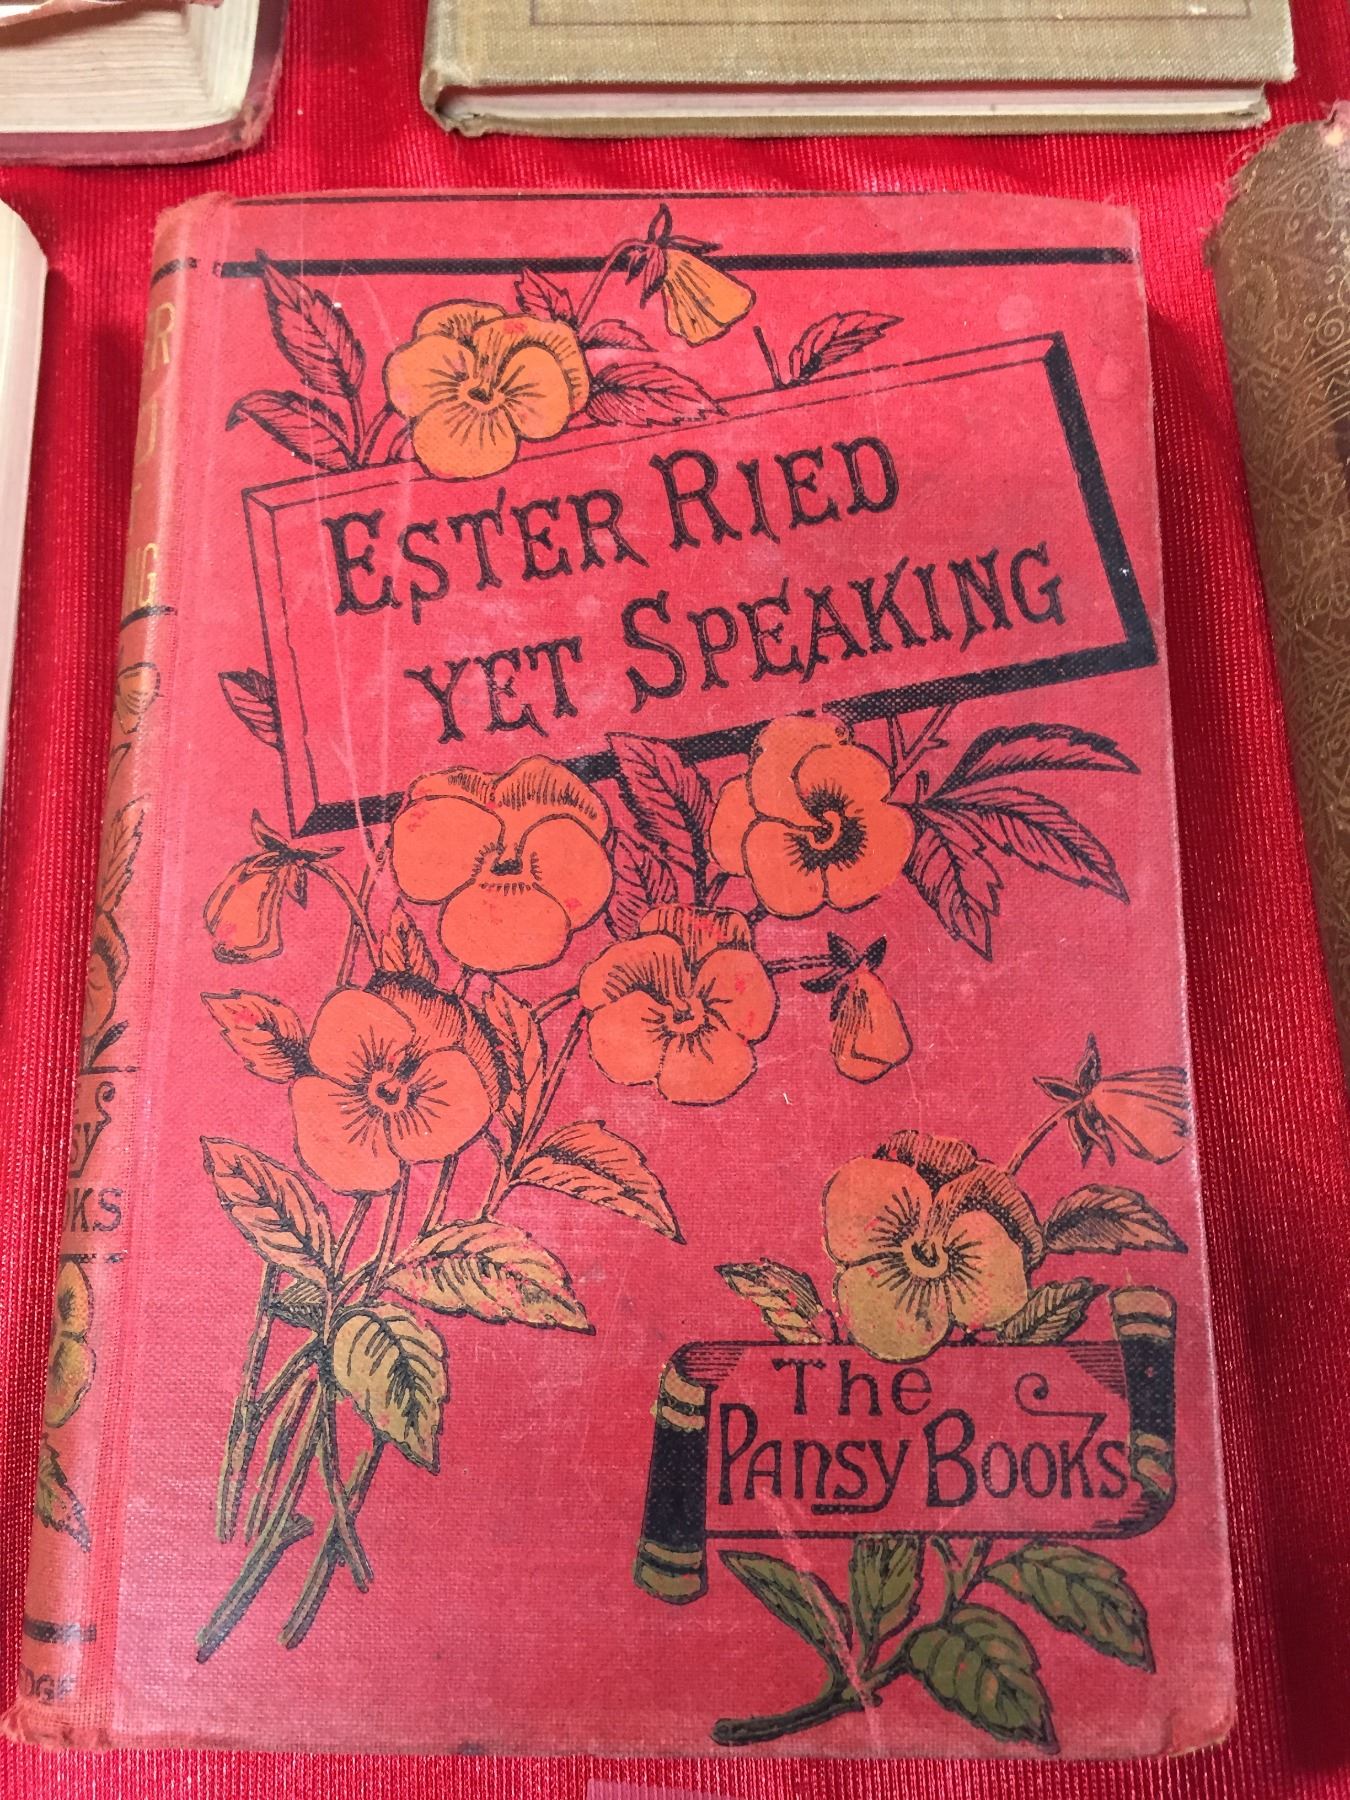 ESTER RIED
YET SPEAKING
The
PANSY BOOKS